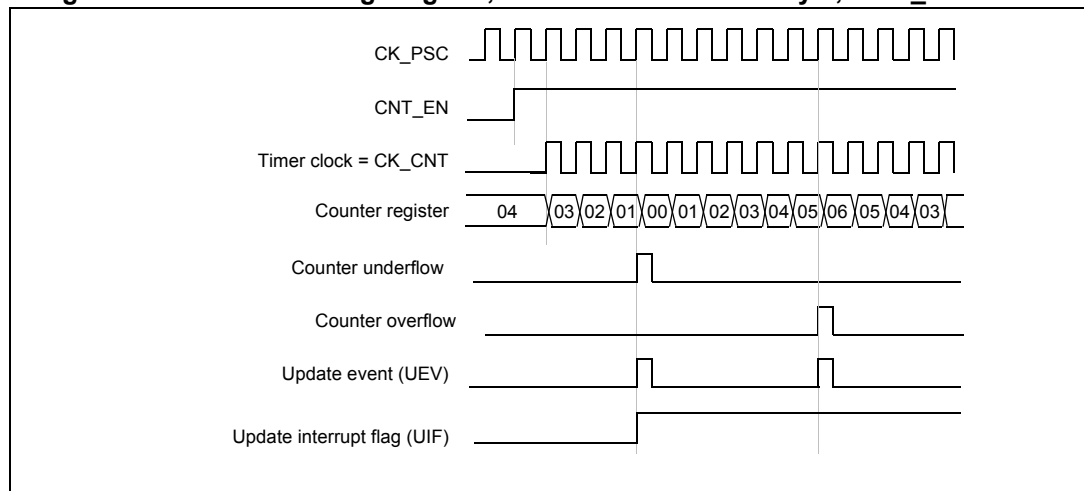 CK_PSC
CNT_EN
Timer clock = CK_CNT
Counter register 04 03 02 01 00 01 02 03 04 05 06 05 04 03
Counter underflow
Counter overflow
Update event (UEV)
Update interrupt flag (UIF)